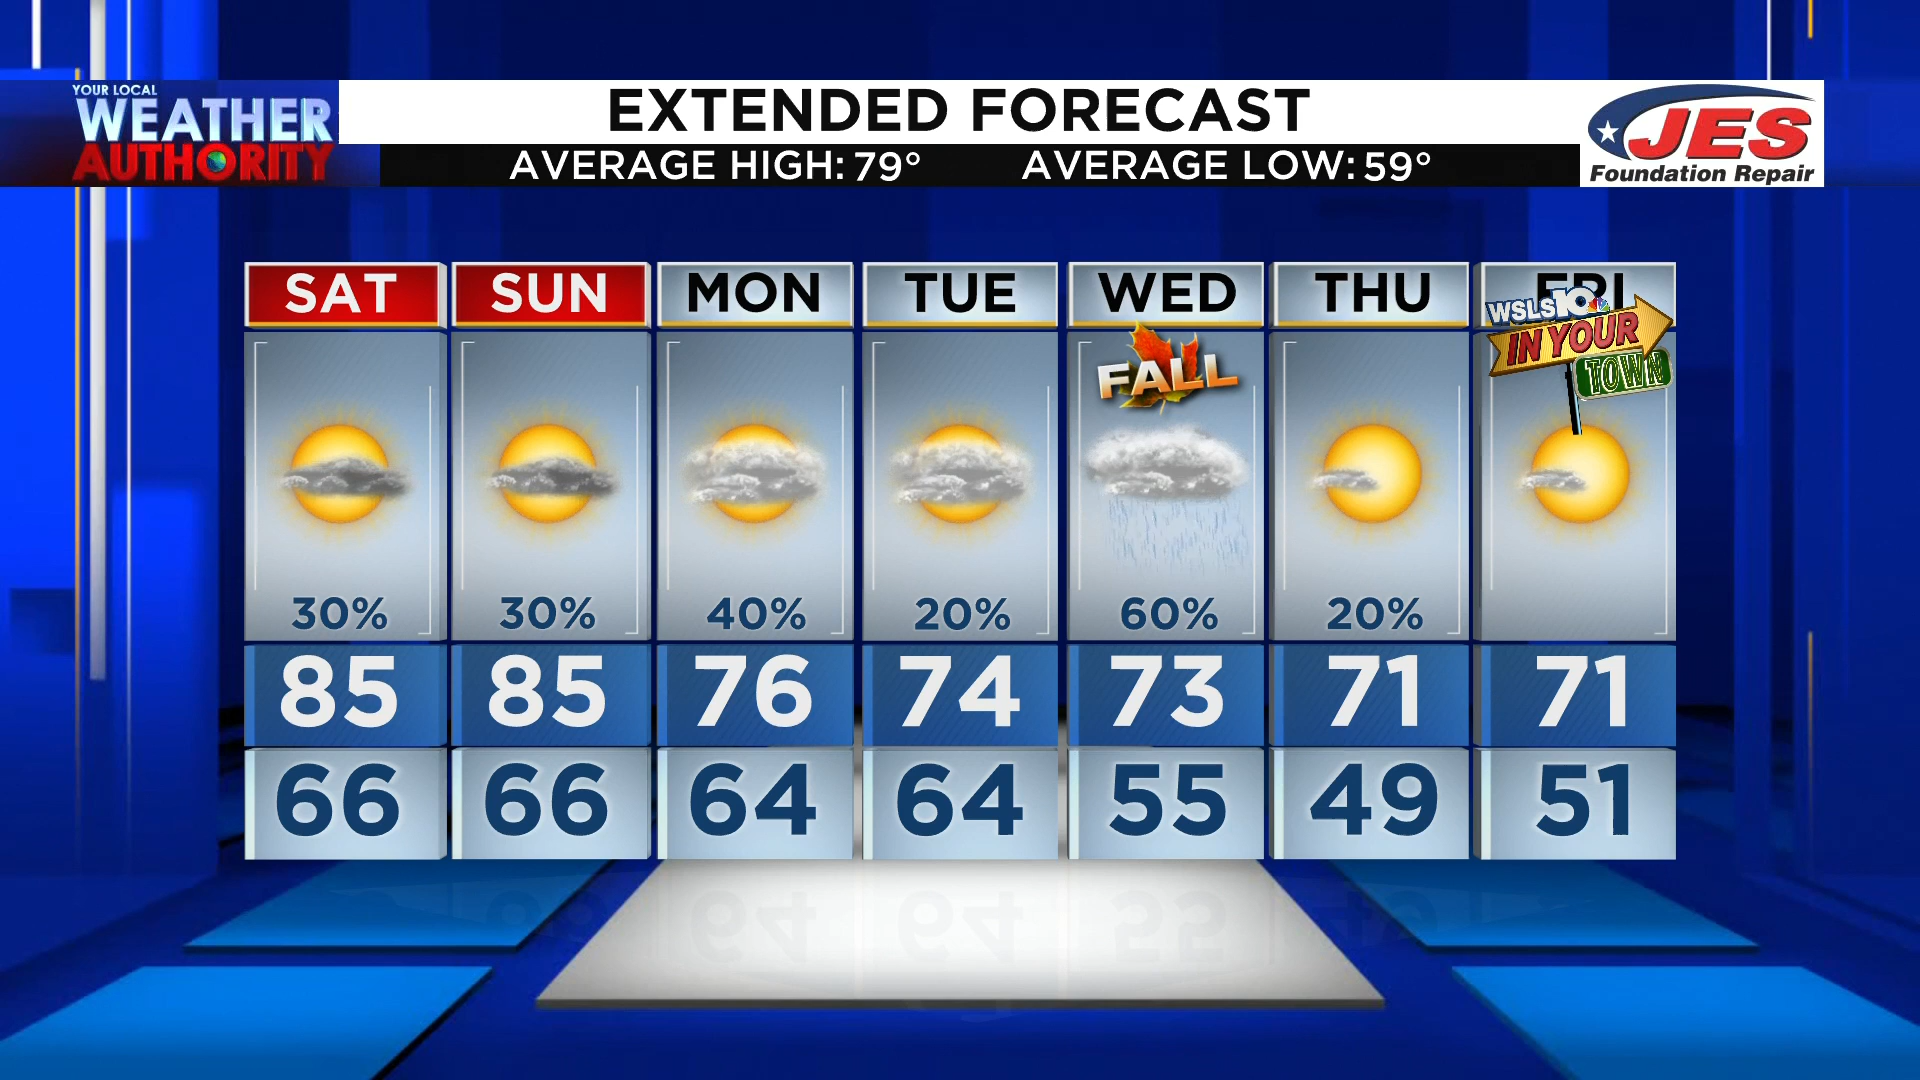 YOUR LOCAL
WEATHER
AUTHORITY
EXTENDED FORECAST
AVERAGE HIGH: 79° AVERAGE LOW: 59°
JES
Foundation Repair
SAT SUN MON TUE WED THU FRI
WSLS10
IN YOUR
TOWN
FALL
30% 30% 40% 20% 60% 20%
85 85 76 74 73 71 71
66 66 64 64 55 49 51